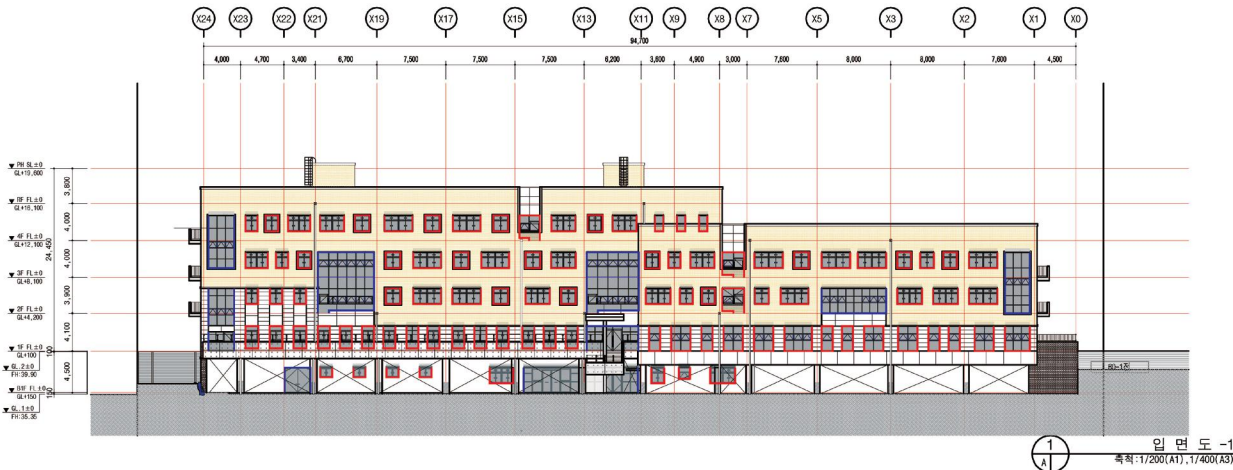 X24 X23 X22 X21 X19 X17 X15 X13 X11 X9 X8 X7 X5 X3 X2 X1 X0
94,700
4,000 4,700 3,400 6,700 7,500 7,500 7,500 6,200 3,600 4,900 3,000 7,600 8,000 8,000 7,600 4,500
PH SL±0
GL+19,600
3,800
RF FL±0
GL+16,100
4,000
4F FL±0
GL+12,100
24,450
4,000
3F FL±0
GL+8,100
3,900
2F FL±0
GL+4,200
4,100
1F FL±0
GL+100
100
GL.2±0
FH:39.90
4,500
B1F FL±0
GL+150
GL.1±0
FH:35.35
80-1전
1
A
입 면 도 -1
축척:1/200(A1),1/400(A3)